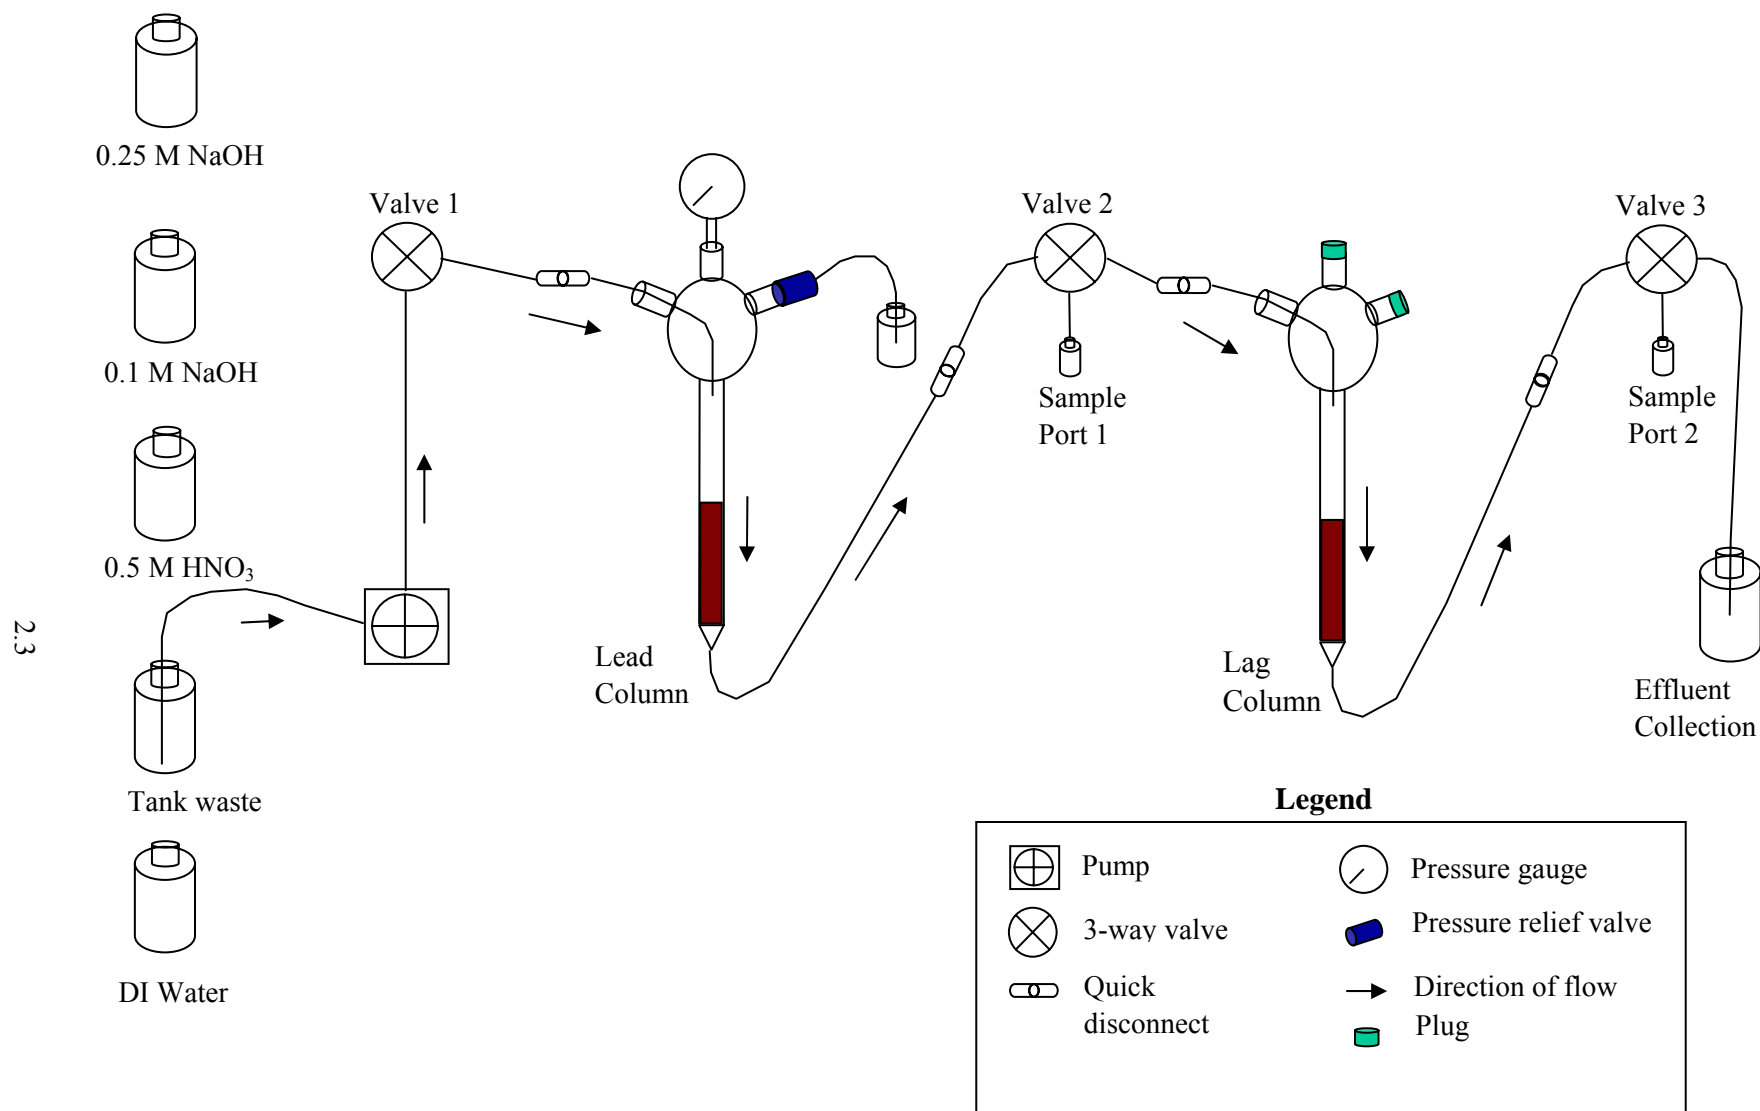 0.25 M NaOH
Valve 1
Valve 2
Valve 3
0.1 M NaOH
Sample
Port 1
Sample
Port 2
0.5 M HNO₃
2.3
Lead
Column
Lag
Column
Effluent
Collection
Tank waste
DI Water
Legend
Pump
Pressure gauge
3-way valve
Pressure relief valve
Quick
disconnect
Direction of flow
Plug